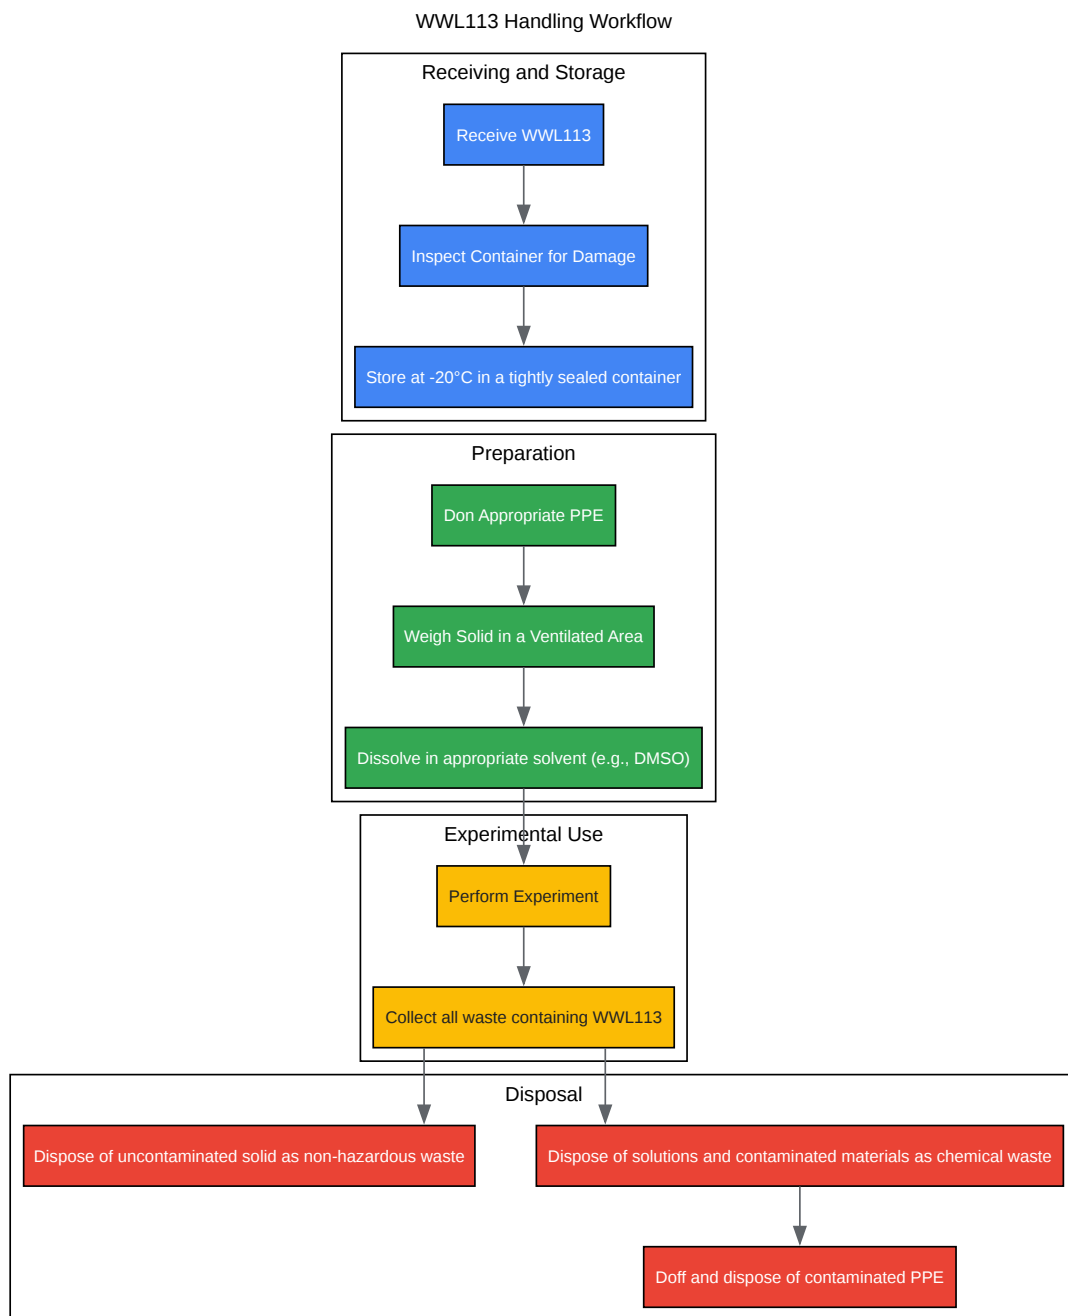 WWL113 Handling Workflow
Receiving and Storage
Receive WWL113
Inspect Container for Damage
Store at -20°C in a tightly sealed container
Preparation
Don Appropriate PPE
Weigh Solid in a Ventilated Area
Dissolve in appropriate solvent (e.g., DMSO)
Experimental Use
Perform Experiment
Collect all waste containing WWL113
Disposal
Dispose of uncontaminated solid as non-hazardous waste
Dispose of solutions and contaminated materials as chemical waste
Doff and dispose of contaminated PPE